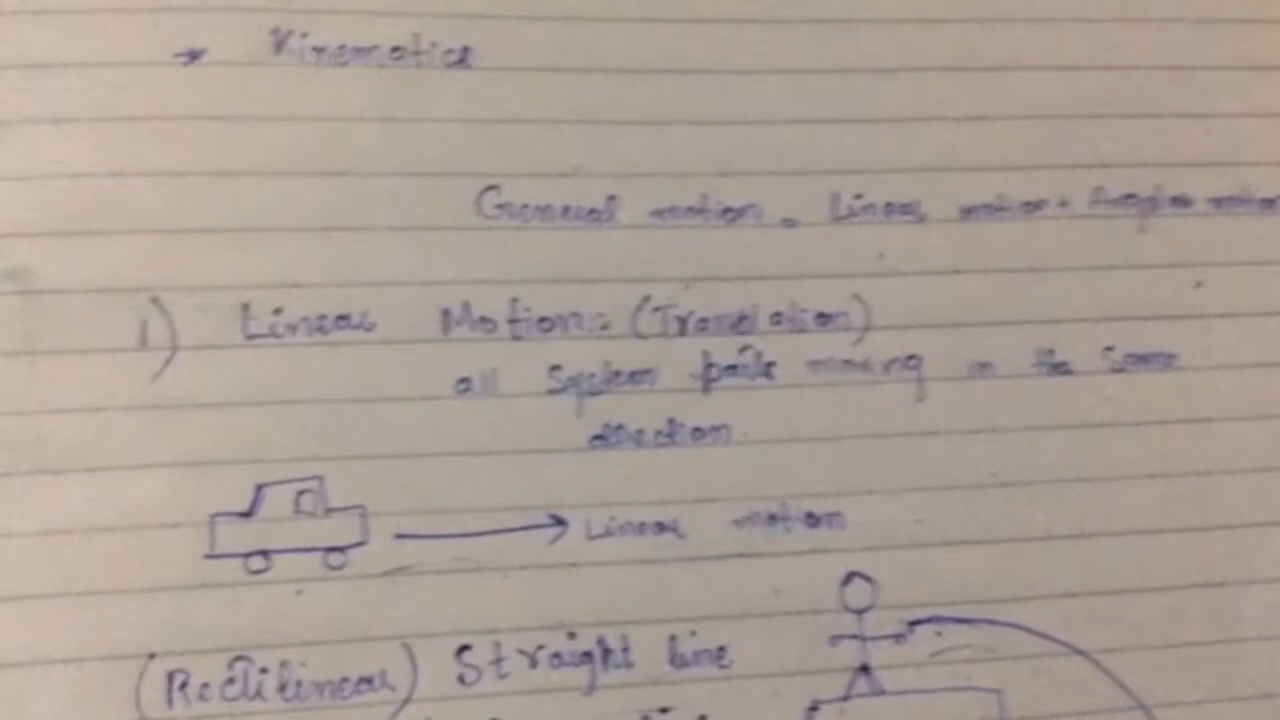 → Kinematics
General motion = Linear motion + Angular motion
1) Linear Motion: (Translation)
all System parts moving in the Same
direction
→ Linear motion
(Rectilinear) Straight line